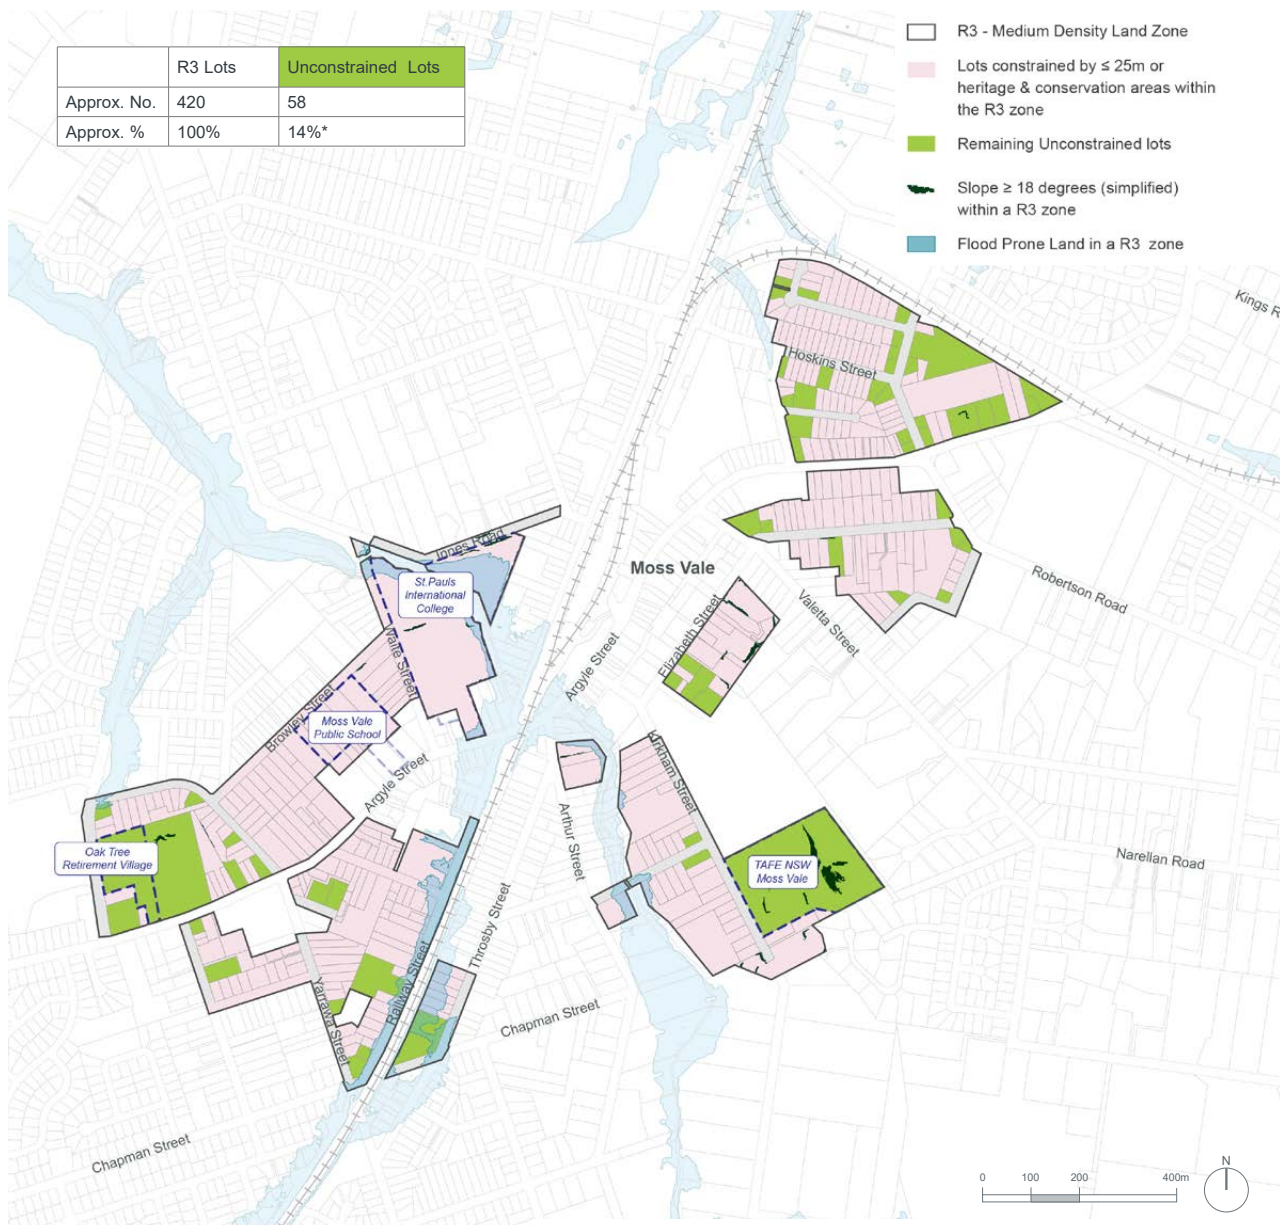 R3 Lots Unconstrained Lots
Approx. No. 420 58
Approx. % 100% 14%*
R3 - Medium Density Land Zone
Lots constrained by ≤ 25m or
heritage & conservation areas within
the R3 zone
Remaining Unconstrained lots
Slope ≥ 18 degrees (simplified)
within a R3 zone
Flood Prone Land in a R3 zone
Kings R
Hoskins Street
Innes Road
Moss Vale
St.Pauls
International
College
Robertson Road
Valetta Street
Elizabeth Street
Argyle Street
Waite Street
Browley Street
Moss Vale
Public School
Argyle Street
Kirkham Street
Arthur Street
Oak Tree
Retirement Village
TAFE NSW
Moss Vale
Narellan Road
Throsby Street
Railway Street
Yarrawa Street
Chapman Street
Chapman Street
N
0 100 200 400m